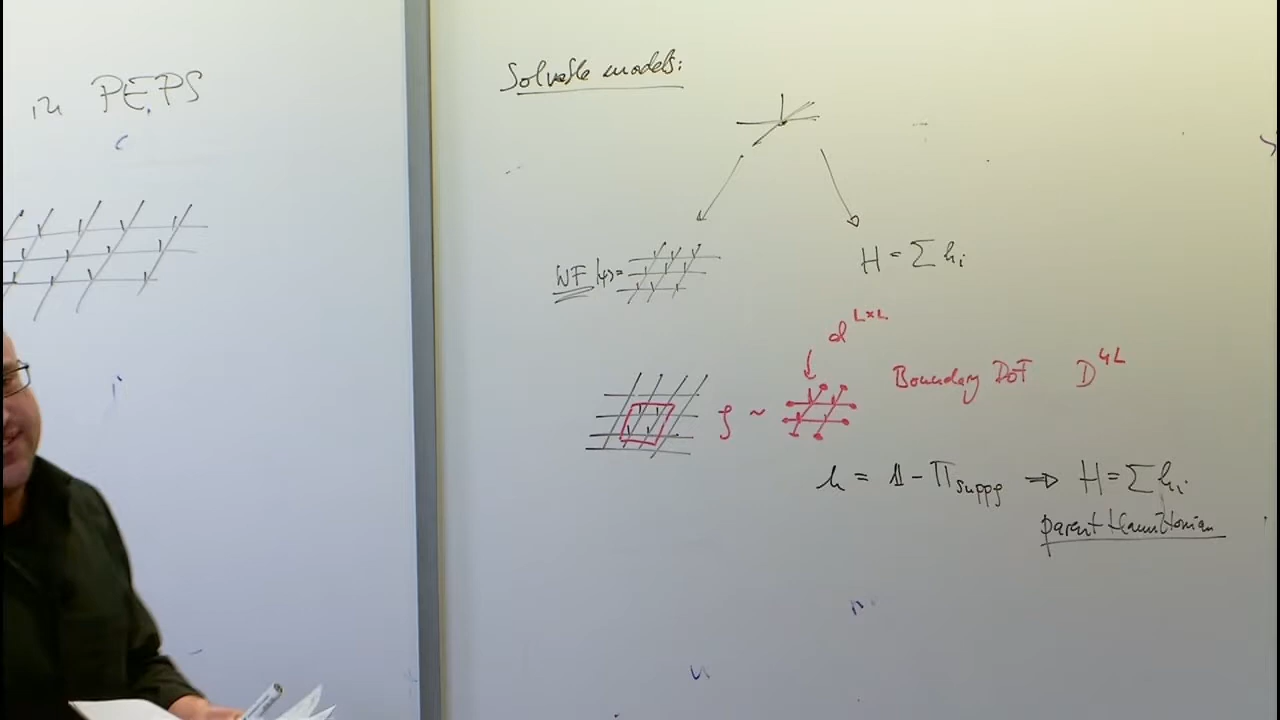 in PEPS
Solvable models:
WF |ψ⟩=
H = Σ hᵢ
d^{L×L}
Boundary DoF D^{4L}
ρ ~
h = 𝟙 - Π_{supp ρ} ⇒ H = Σ hᵢ
parent Hamiltonian